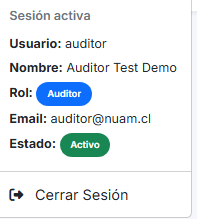 Sesión activa
Usuario: auditor
Nombre: Auditor Test Demo
Rol: Auditor
Email: auditor@nuam.cl
Estado: Activo
Cerrar Sesión